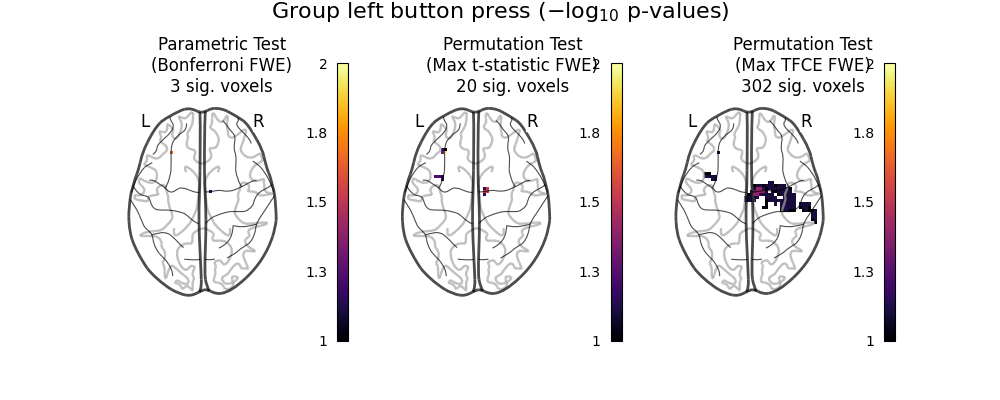 Group left button press (−log₁₀ p-values)
Parametric Test
(Bonferroni FWE)
3 sig. voxels
L
R
2
1.8
1.5
1.3
1
Permutation Test
(Max t-statistic FWE)
20 sig. voxels
L
R
2
1.8
1.5
1.3
1
Permutation Test
(Max TFCE FWE)
302 sig. voxels
L
R
2
1.8
1.5
1.3
1